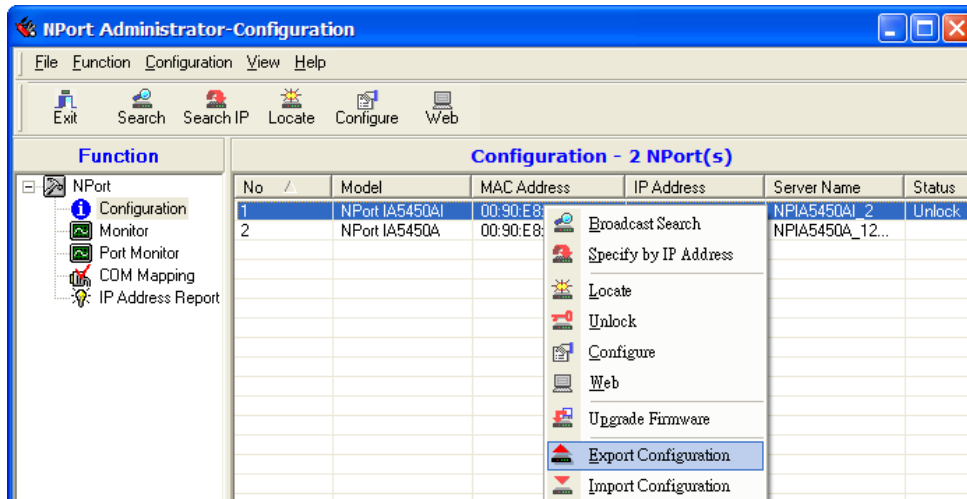 NPort Administrator-Configuration
File Function Configuration View Help
Exit Search Search IP Locate Configure Web
Function
Configuration - 2 NPort(s)
NPort
Configuration
Monitor
Port Monitor
COM Mapping
IP Address Report
No Model MAC Address IP Address Server Name Status
1 NPort IA5450AI 00:90:E8: NPIA5450AI_2 Unlock
2 NPort IA5450A 00:90:E8: NPIA5450A_12...
Broadcast Search
Specify by IP Address
Locate
Unlock
Configure
Web
Upgrade Firmware
Export Configuration
Import Configuration